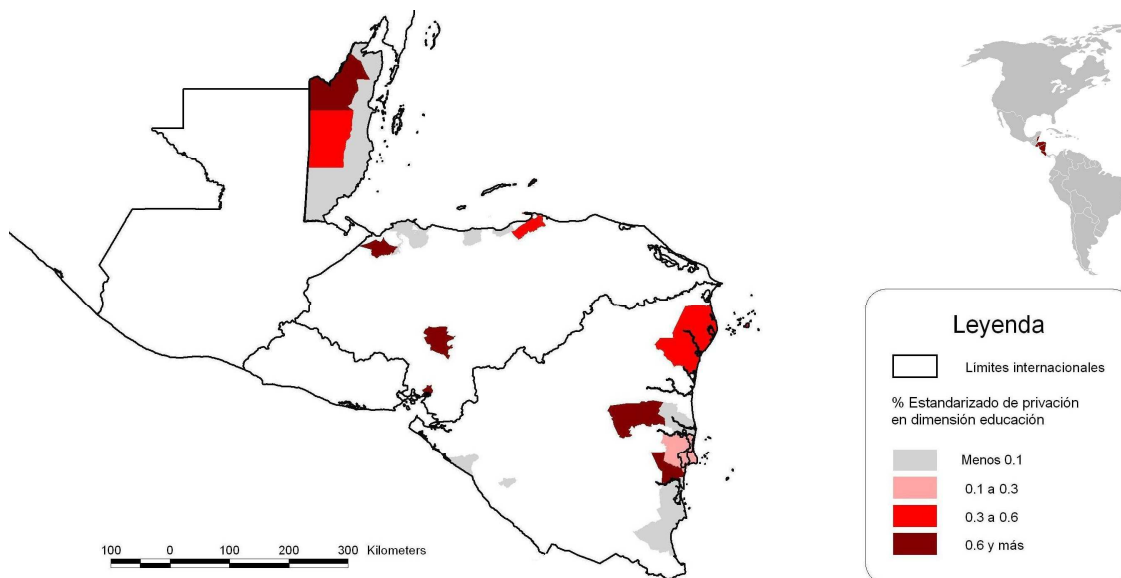 Leyenda
Límites internacionales
% Estandarizado de privación
en dimensión educación
Menos 0.1
0.1 a 0.3
0.3 a 0.6
0.6 y más
100 0 100 200 300 Kilometers